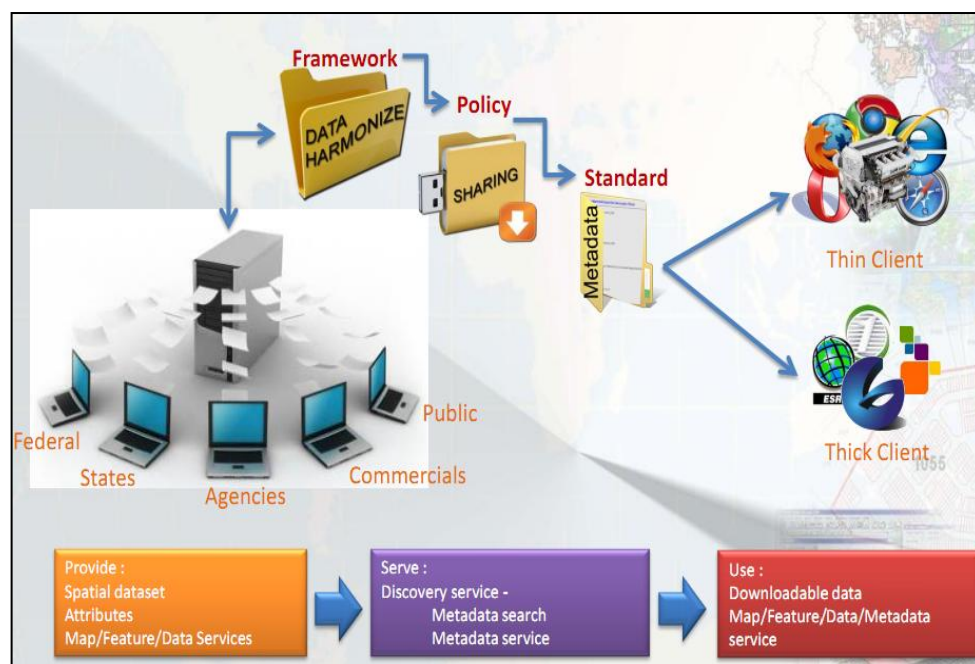 Framework
DATA
HARMONIZE
Policy
SHARING
Standard
Metadata
Thin Client
ESRI
Thick Client
Federal
States
Agencies
Commercials
Public
1055
Provide :
Spatial dataset
Attributes
Map/Feature/Data Services
Serve :
Discovery service -
Metadata search
Metadata service
Use :
Downloadable data
Map/Feature/Data/Metadata
service